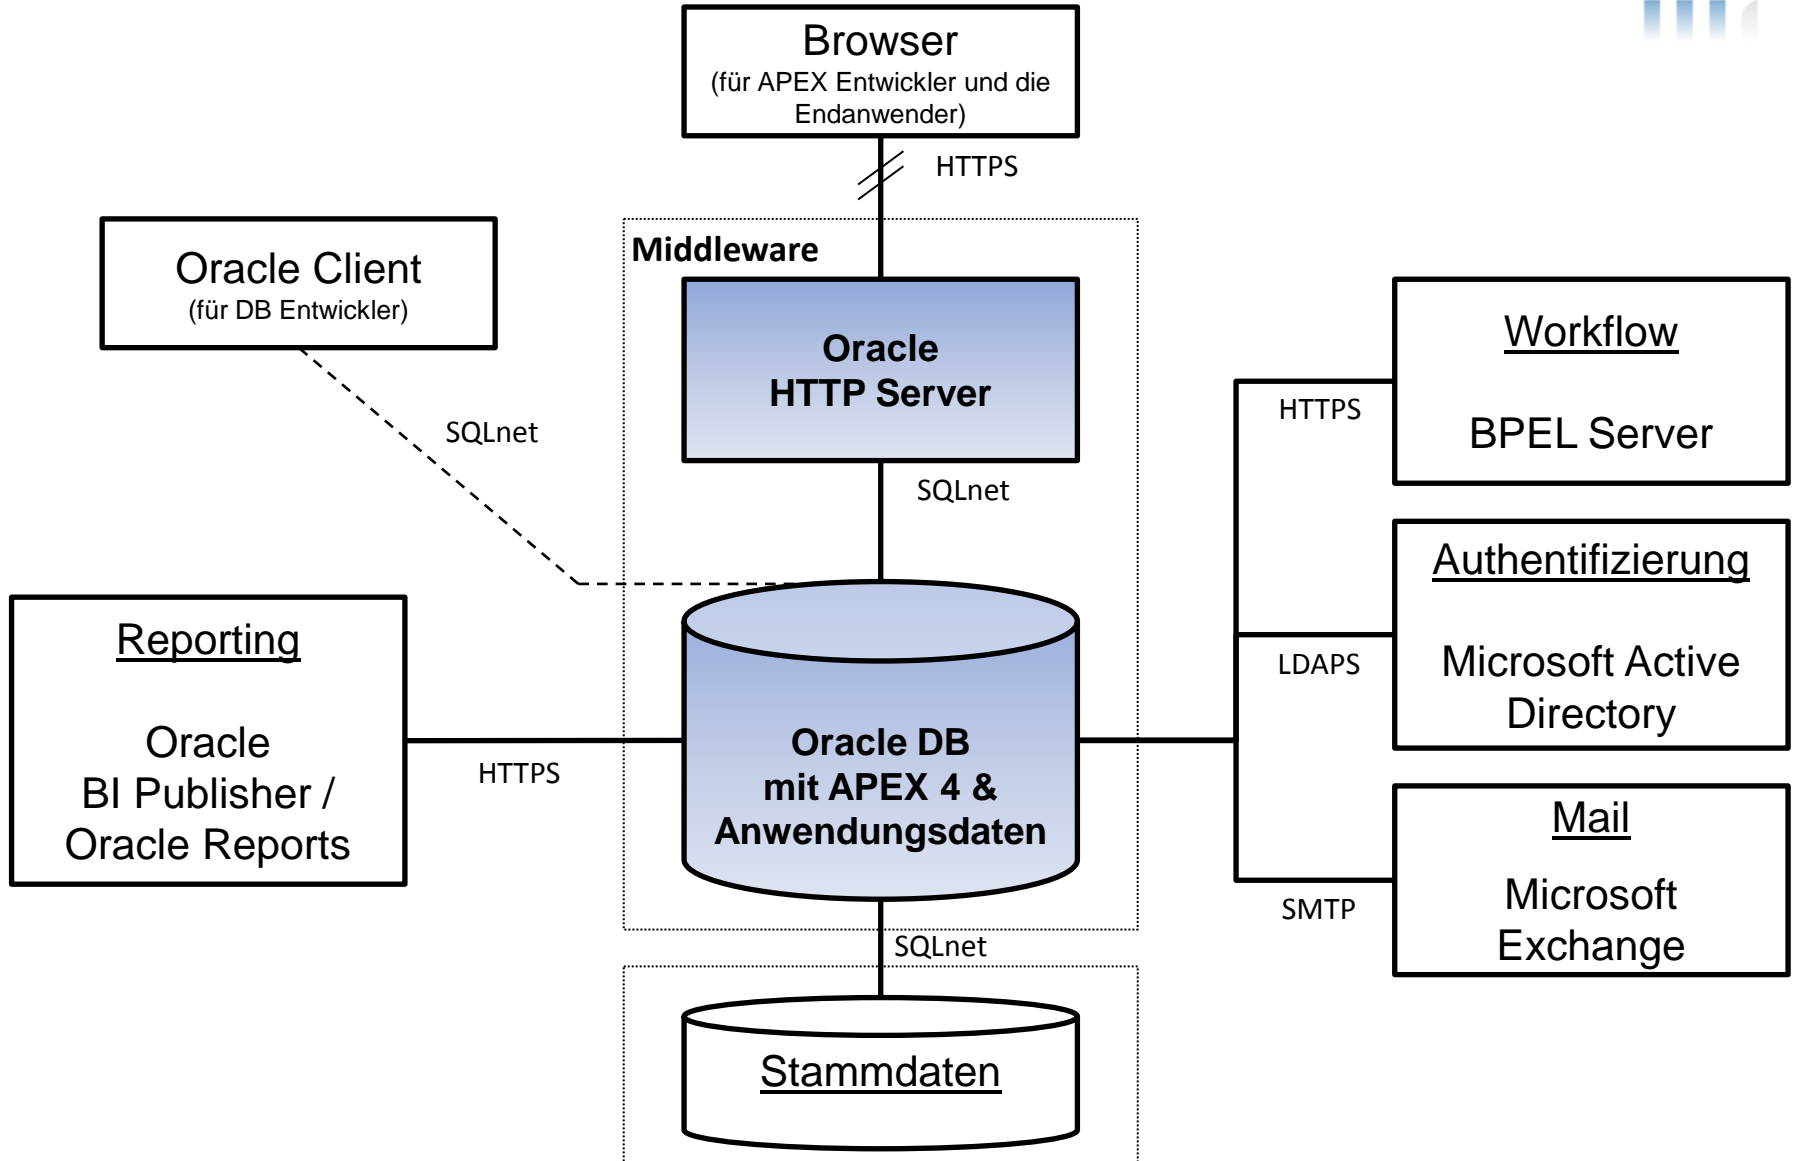 Browser
(für APEX Entwickler und die
Endanwender)
HTTPS
Middleware
Oracle Client
(für DB Entwickler)
Oracle
HTTP Server
SQLnet
SQLnet
Workflow
BPEL Server
HTTPS
Authentifizierung
Microsoft Active
Directory
LDAPS
Reporting
Oracle
BI Publisher /
Oracle Reports
HTTPS
Oracle DB
mit APEX 4 &
Anwendungsdaten
Mail
Microsoft
Exchange
SMTP
SQLnet
Stammdaten